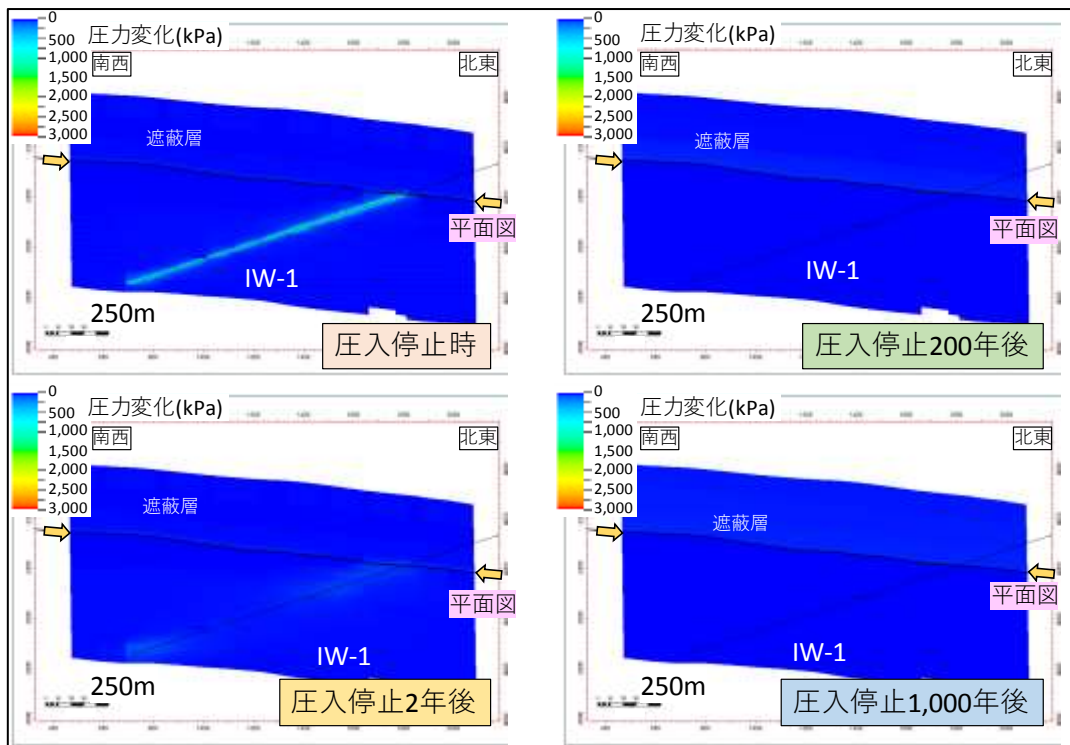 0
500
1,000
1,500
2,000
2,500
3,000
圧力変化(kPa)
南西
北東
遮蔽層
平面図
IW-1
250m
圧入停止時
0
500
1,000
1,500
2,000
2,500
3,000
圧力変化(kPa)
南西
北東
遮蔽層
平面図
IW-1
250m
圧入停止200年後
0
500
1,000
1,500
2,000
2,500
3,000
圧力変化(kPa)
南西
北東
遮蔽層
平面図
IW-1
250m
圧入停止2年後
0
500
1,000
1,500
2,000
2,500
3,000
圧力変化(kPa)
南西
北東
遮蔽層
平面図
IW-1
250m
圧入停止1,000年後